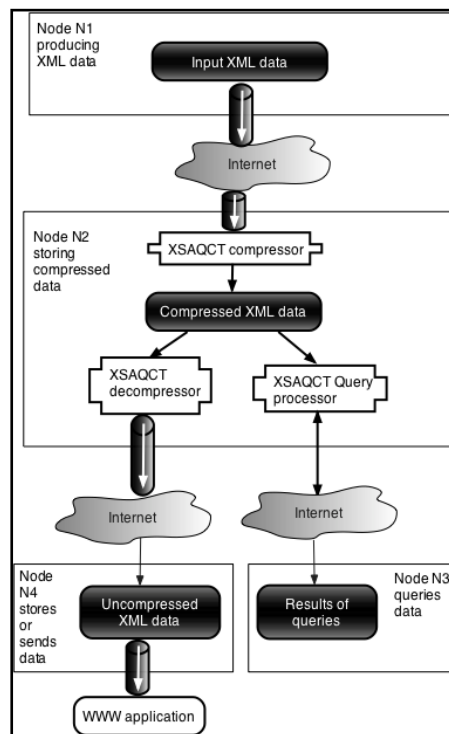 Node N1
producing
XML data
Input XML data
Internet
Node N2
storing
compressed
data
XSAQCT compressor
Compressed XML data
XSAQCT
decompressor
XSAQCT Query
processor
Internet
Internet
Node
N4
stores
or
sends
data
Uncompressed
XML data
Results of
queries
Node N3
queries
data
WWW application